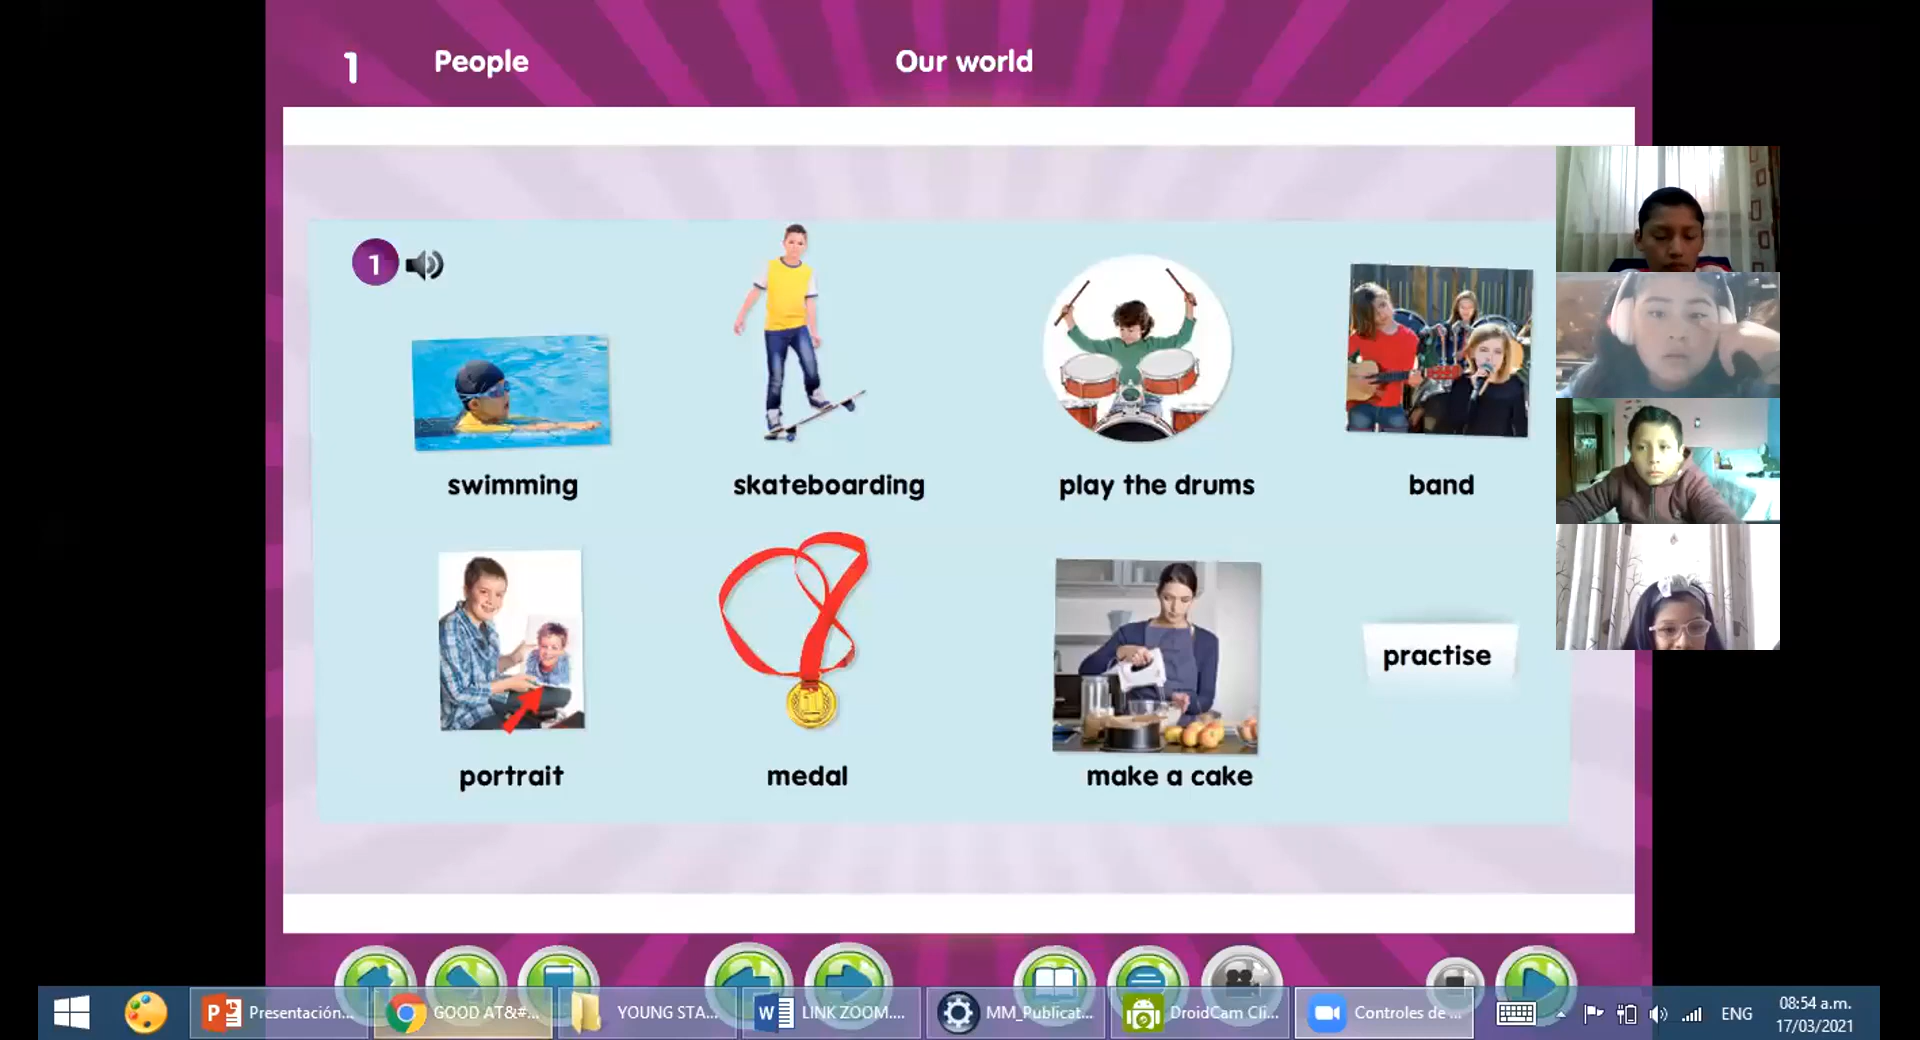 1 People Our world
1
swimming skateboarding play the drums band
portrait medal make a cake practise
Presentación... GOOD AT&#... YOUNG STA... LINK ZOOM.... MM_Publicat... DroidCam Cli... Controles de ... ENG 08:54 a.m.
17/03/2021